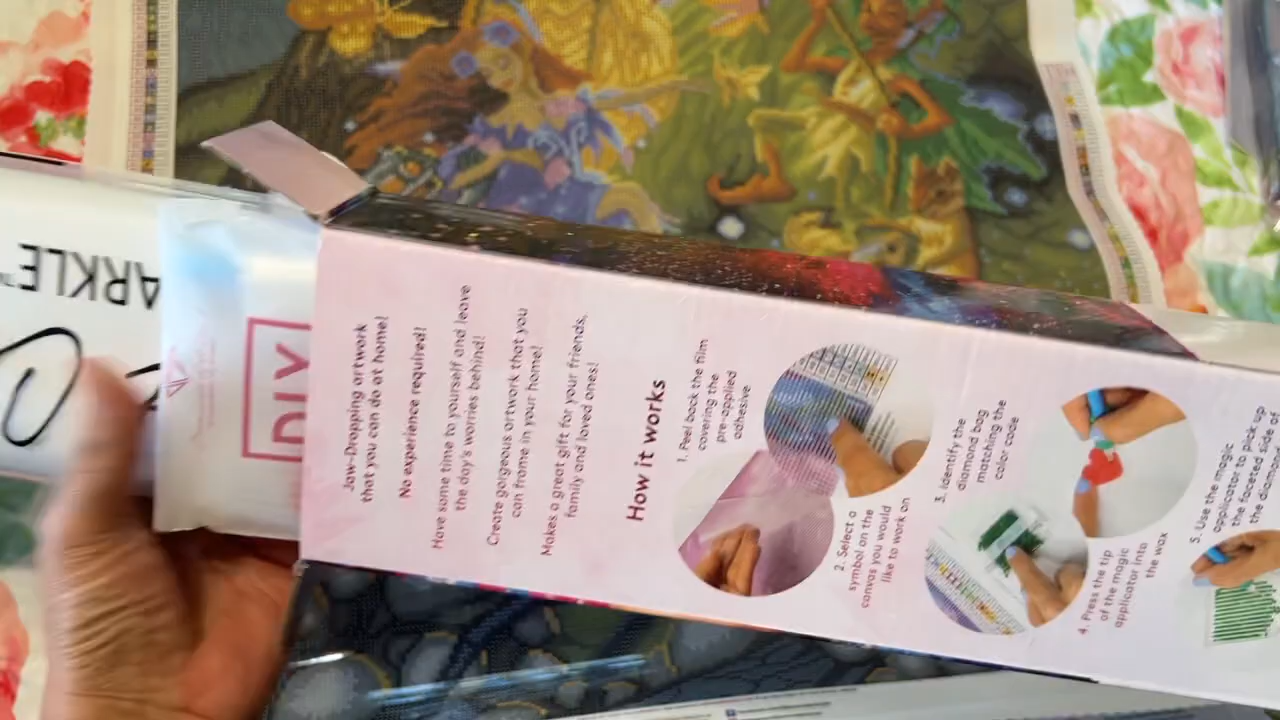 ARKLE
DIY
Jaw-Dropping artwork
that you can do at home!
No experience required!
Have some time to yourself and leave
the day's worries behind!
Create gorgeous artwork that you
can frame in your home!
Makes a great gift for your friends,
family and loved ones!
How it works
1. Peel back the film
covering the
pre-applied
adhesive
2. Select a
symbol on the
canvas you would
like to work on
3. Identify the
diamond bag
matching the
color code
4. Press the tip
of the magic
applicator into
the wax
5. Use the magic
applicator to pick up
the faceted side of
the diamond